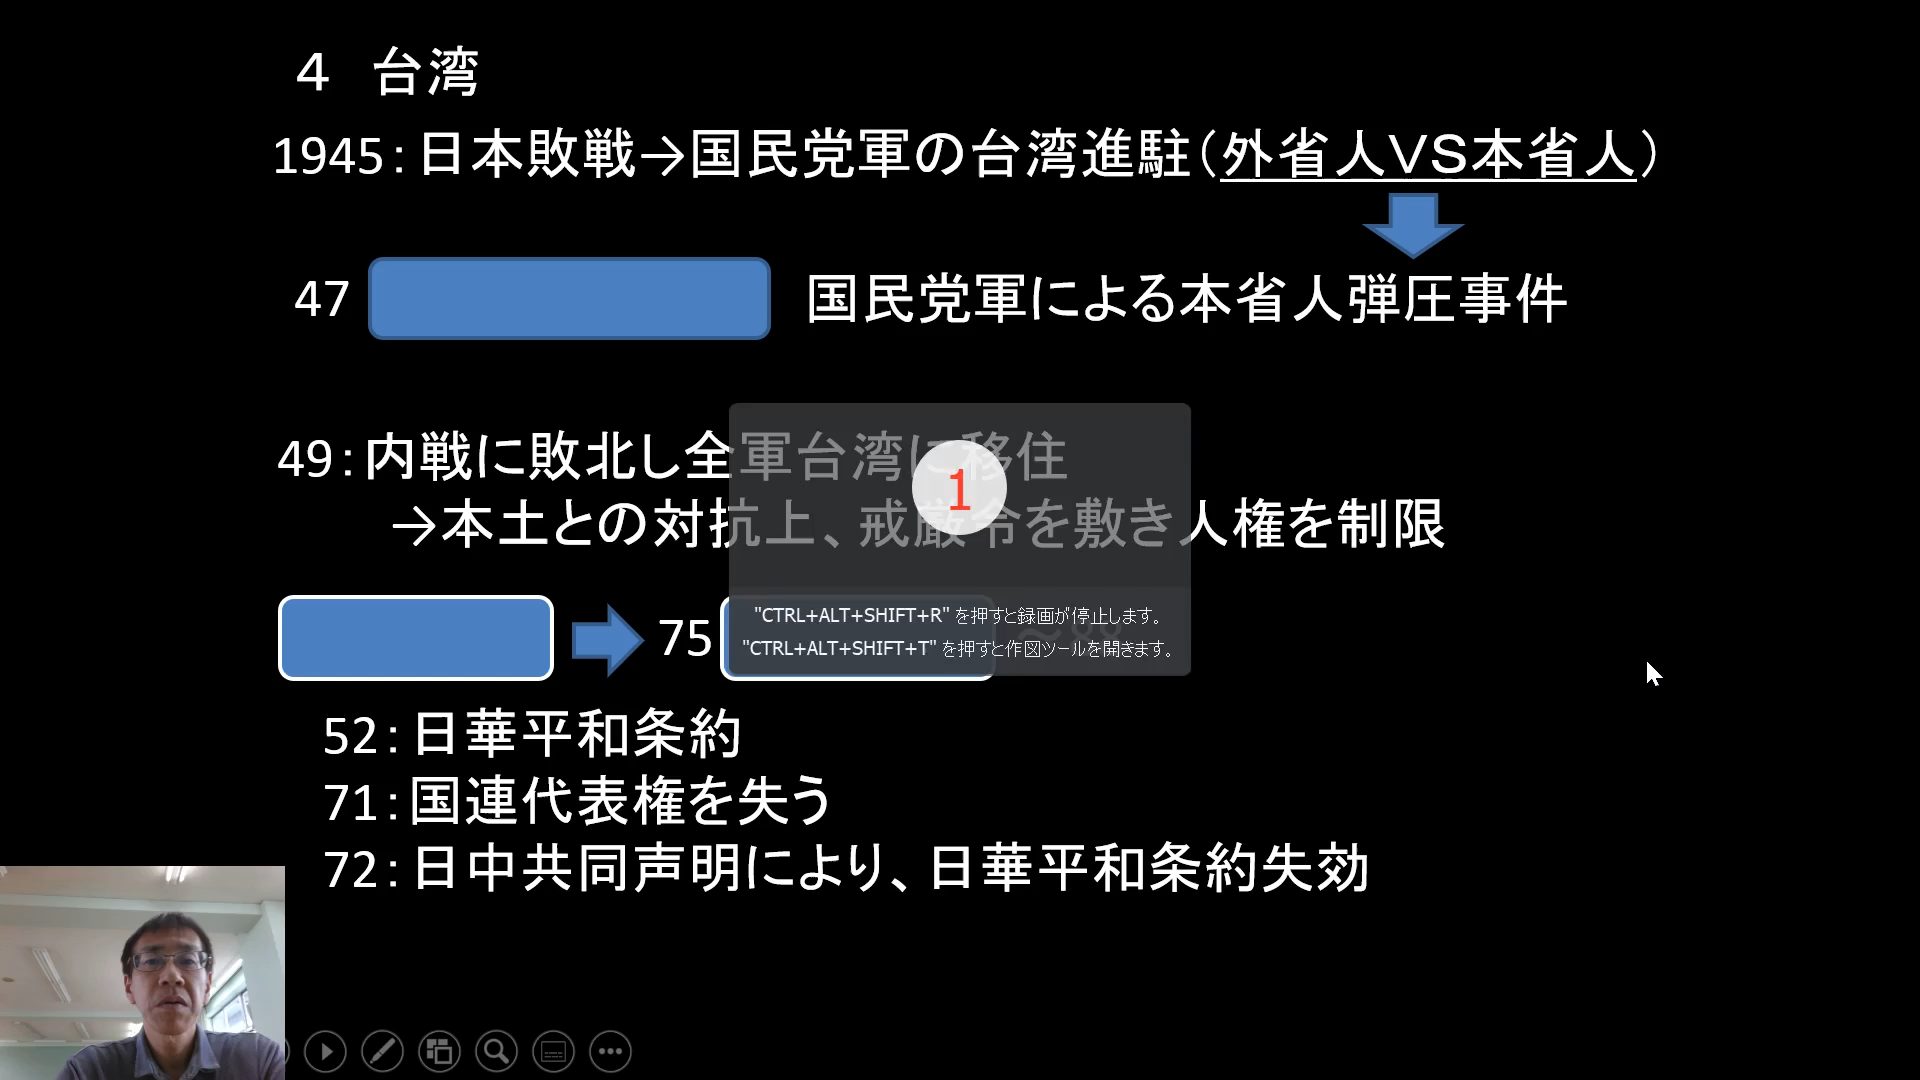 ４　台湾
1945：日本敗戦→国民党軍の台湾進駐（外省人ＶＳ本省人）
47
国民党軍による本省人弾圧事件
49：内戦に敗北し全軍台湾に移住
→本土との対抗上、戒厳令を敷き人権を制限
1
"CTRL+ALT+SHIFT+R" を押すと録画が停止します。
"CTRL+ALT+SHIFT+T" を押すと作図ツールを開きます。
75
52：日華平和条約
71：国連代表権を失う
72：日中共同声明により、日華平和条約失効